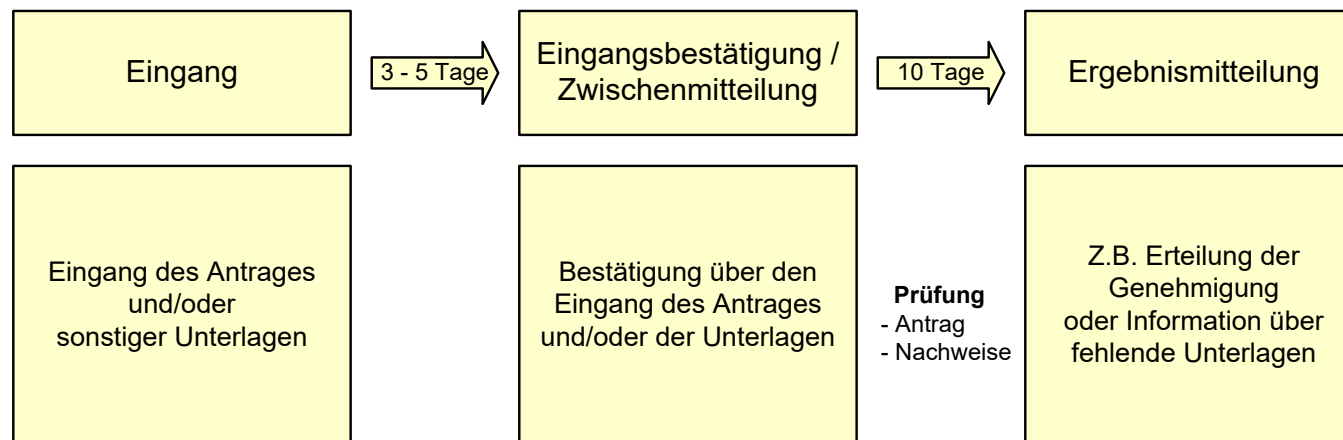 Eingang
3 - 5 Tage
Eingangsbestätigung /
Zwischenmitteilung
10 Tage
Ergebnismitteilung
Eingang des Antrages
und/oder
sonstiger Unterlagen
Bestätigung über den
Eingang des Antrages
und/oder der Unterlagen
Prüfung
- Antrag
- Nachweise
Z.B. Erteilung der
Genehmigung
oder Information über
fehlende Unterlagen